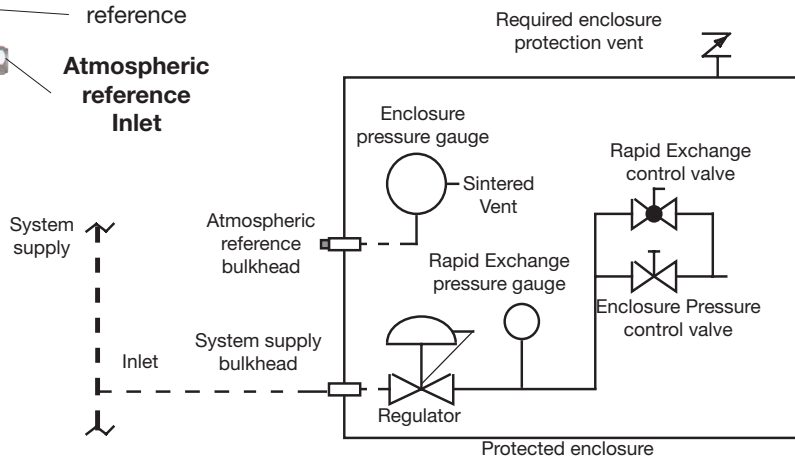 reference
Atmospheric
reference
Inlet
Required enclosure
protection vent
Enclosure
pressure gauge
Sintered
Vent
Rapid Exchange
control valve
System
supply
Atmospheric
reference
bulkhead
Rapid Exchange
pressure gauge
Enclosure Pressure
control valve
System supply
bulkhead
Inlet
Regulator
Protected enclosure